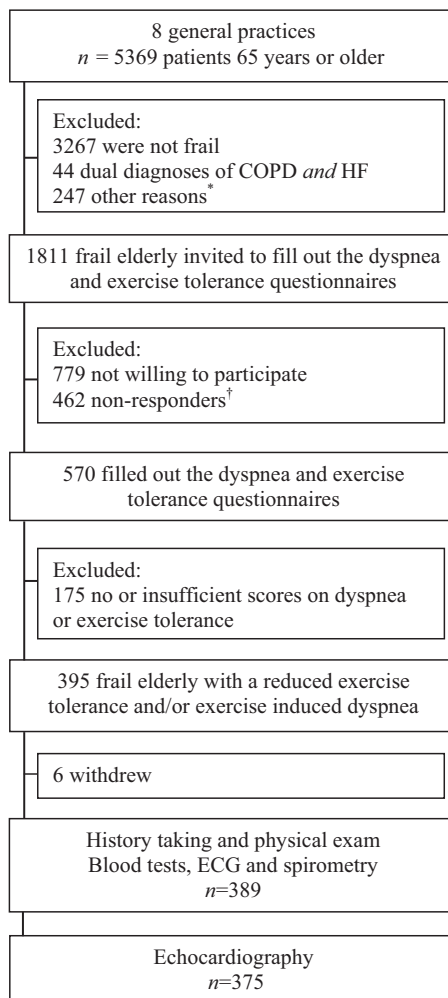 8 general practices
n = 5369 patients 65 years or older
Excluded:
3267 were not frail
44 dual diagnoses of COPD and HF
247 other reasons*
1811 frail elderly invited to fill out the dyspnea
and exercise tolerance questionnaires
Excluded:
779 not willing to participate
462 non-responders†
570 filled out the dyspnea and exercise
tolerance questionnaires
Excluded:
175 no or insufficient scores on dyspnea
or exercise tolerance
395 frail elderly with a reduced exercise
tolerance and/or exercise induced dyspnea
6 withdrew
History taking and physical exam
Blood tests, ECG and spirometry
n=389
Echocardiography
n=375